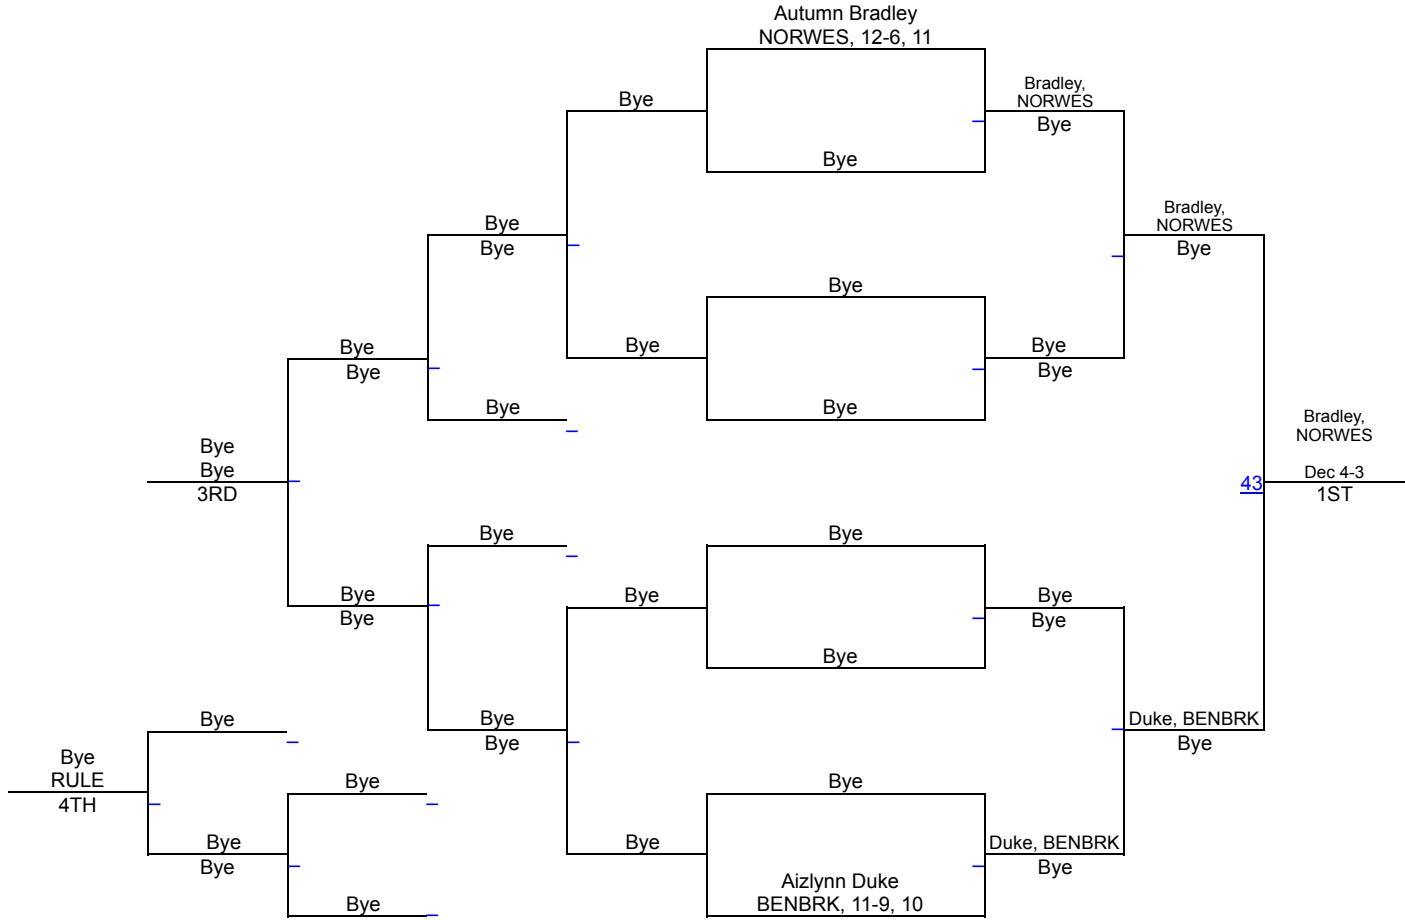 Autumn Bradley
NORWES, 12-6, 11
Bradley,
NORWES
Bye
Bye
Bye
Bradley,
NORWES
Bye
Bye
Bye
Bye
Bye
Bye
Bye
Bye
Bye
Bye
Bye
Bye
Bradley,
NORWES
Bye
Bye
3RD
Dec 4-3
43
1ST
Bye
Bye
Bye
Bye
Bye
Bye
Bye
Bye
Bye
Bye
Bye
Duke, BENBRK
Bye
Bye
RULE
4TH
Bye
Bye
Bye
Bye
Bye
Duke, BENBRK
Bye
Aizlynn Duke
BENBRK, 11-9, 10
Bye